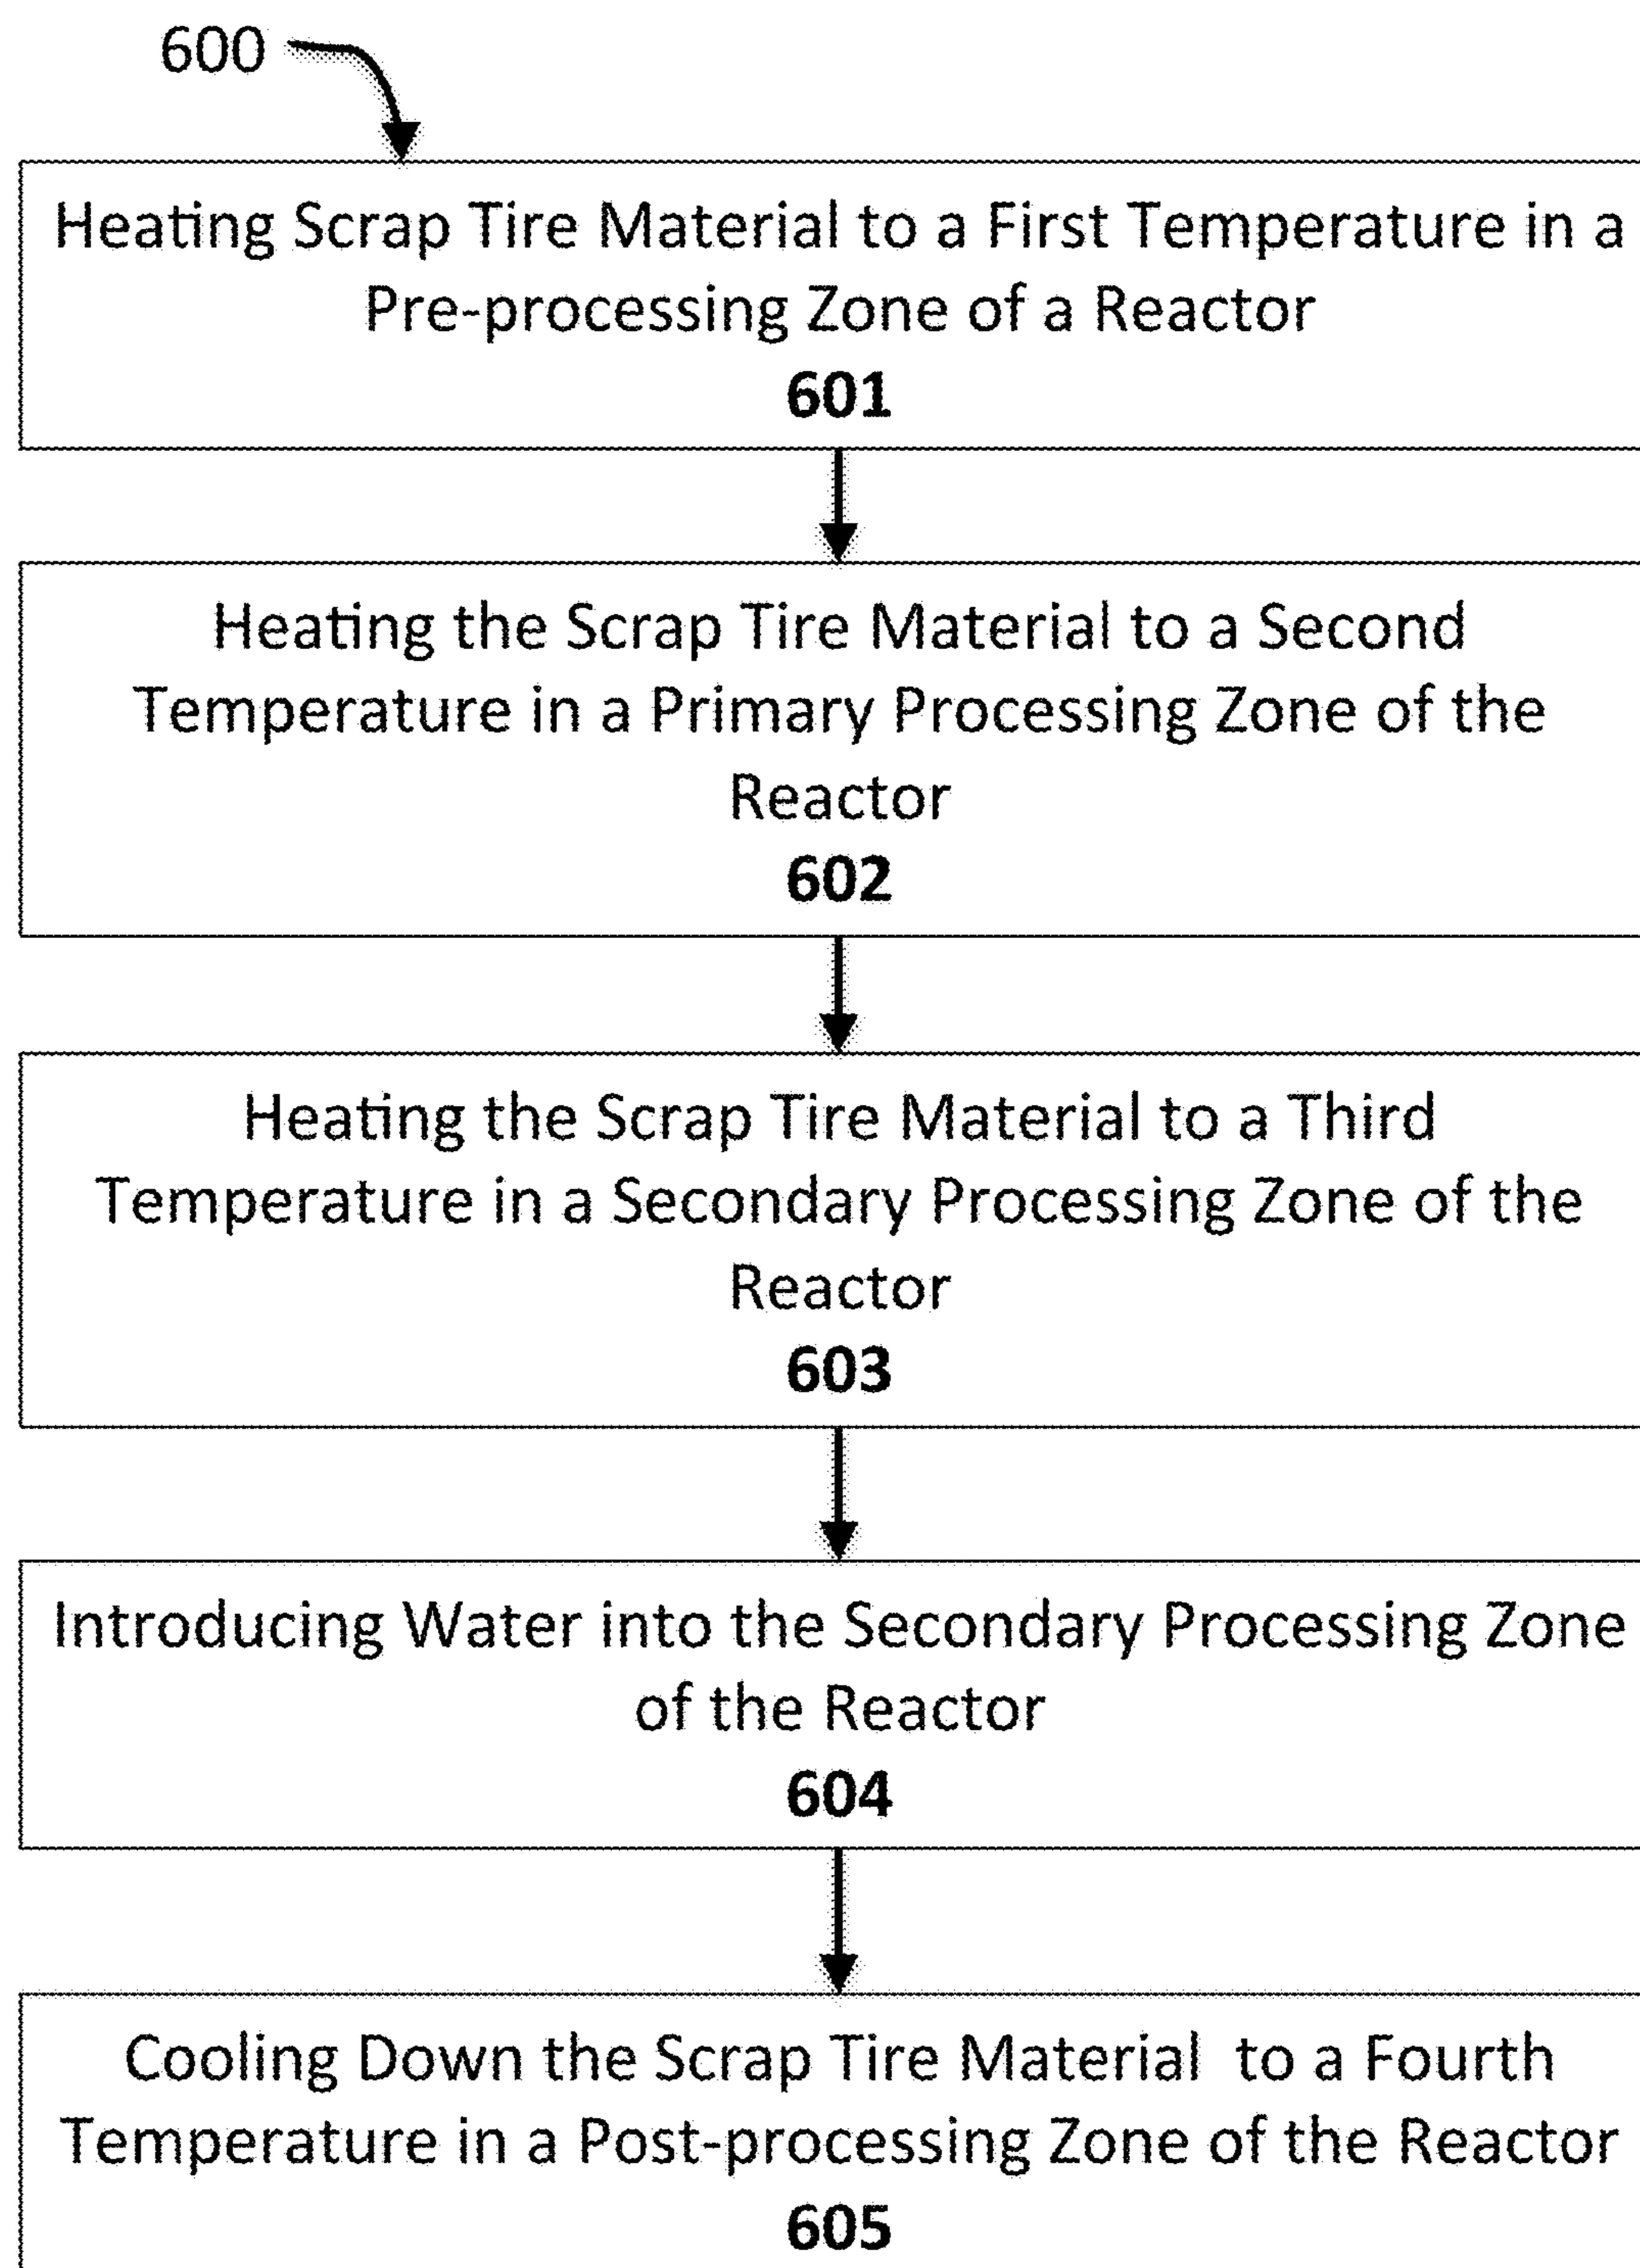 600
Heating Scrap Tire Material to a First Temperature in a
Pre-processing Zone of a Reactor
601
Heating the Scrap Tire Material to a Second
Temperature in a Primary Processing Zone of the
Reactor
602
Heating the Scrap Tire Material to a Third
Temperature in a Secondary Processing Zone of the
Reactor
603
Introducing Water into the Secondary Processing Zone
of the Reactor
604
Cooling Down the Scrap Tire Material to a Fourth
Temperature in a Post-processing Zone of the Reactor
605